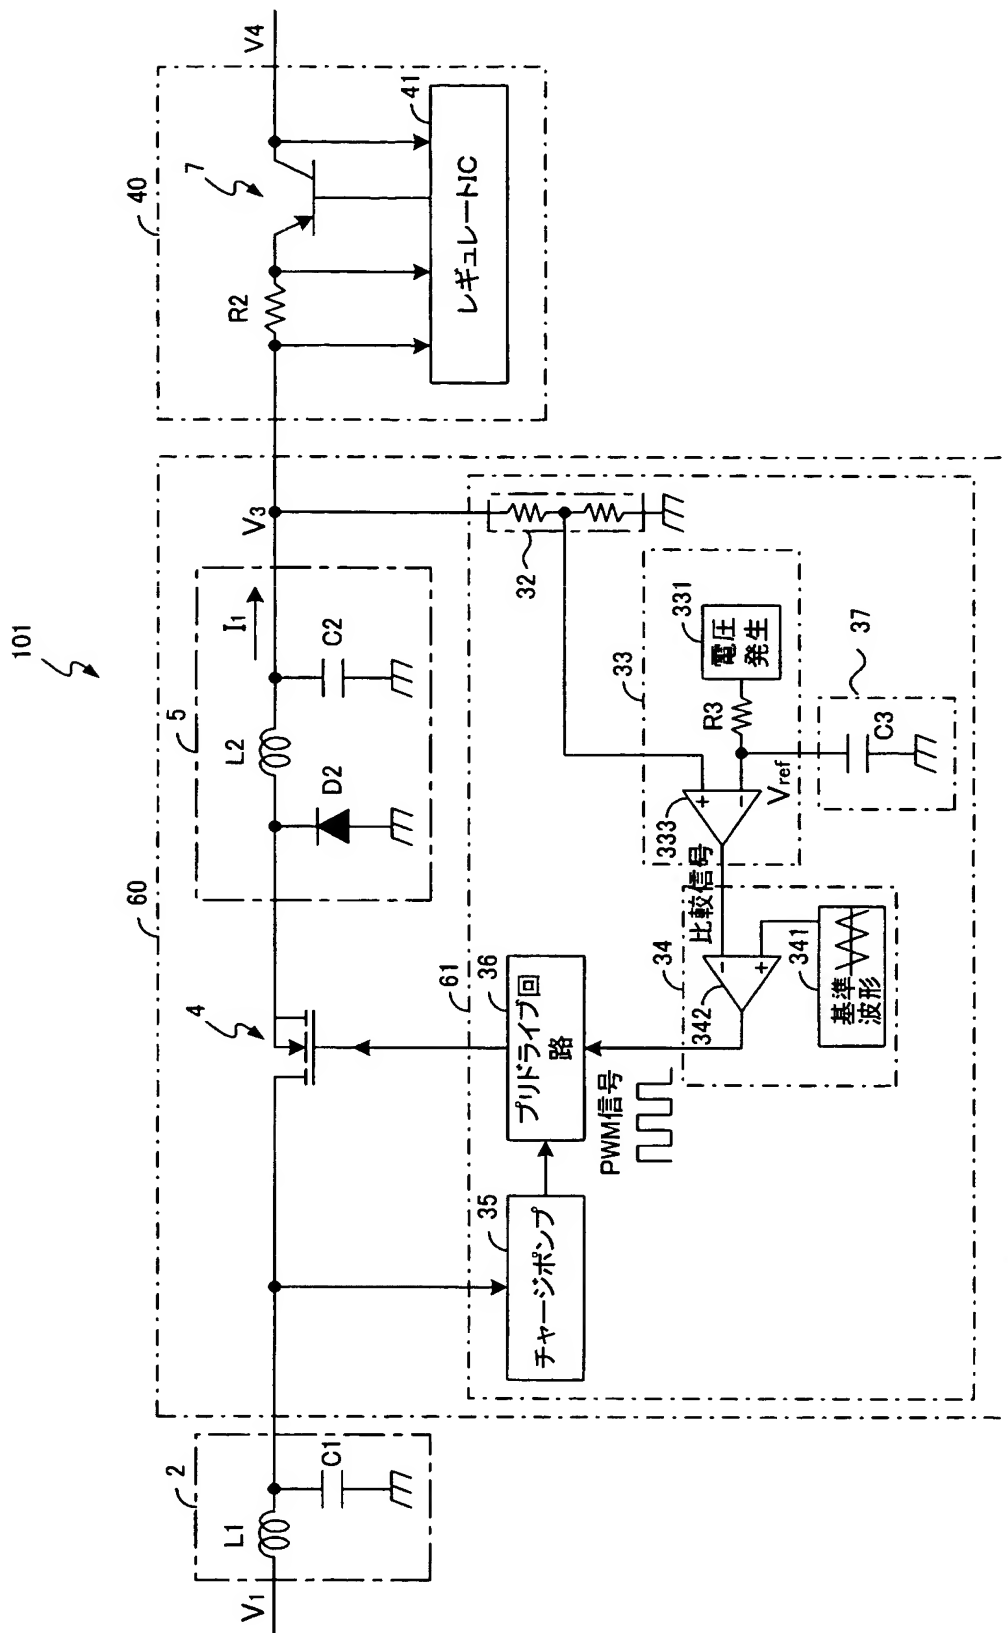 101
V1
2
L1
C1
60
4
5
L2
D2
C2
I1
V3
40
R2
7
V4
41
レギュレートIC
61
35
チャージポンプ
36
プリドライブ回
路
PWM信号
34
342
341
基準
波形
比較信号
33
333
Vref
R3
331
電圧
発生
32
37
C3
+
−
−
+